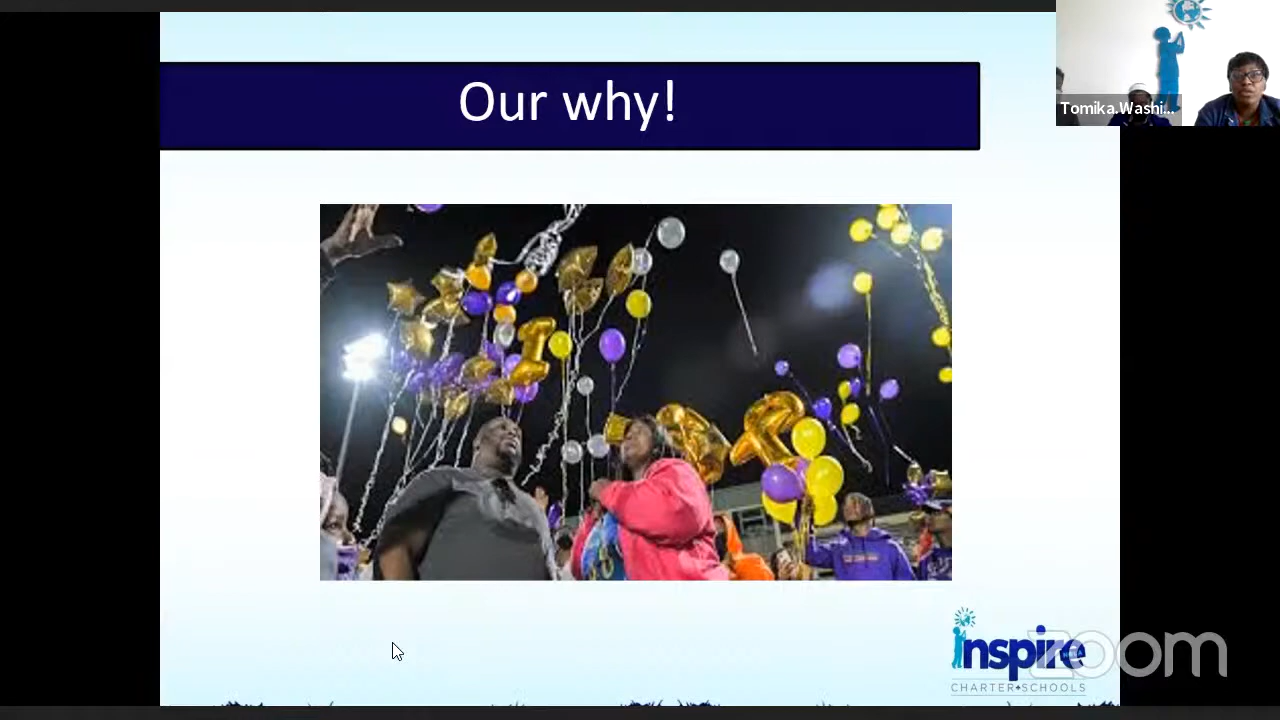 Our why!
Tomika.Washi...
inspire
CHARTER SCHOOLS
zoom